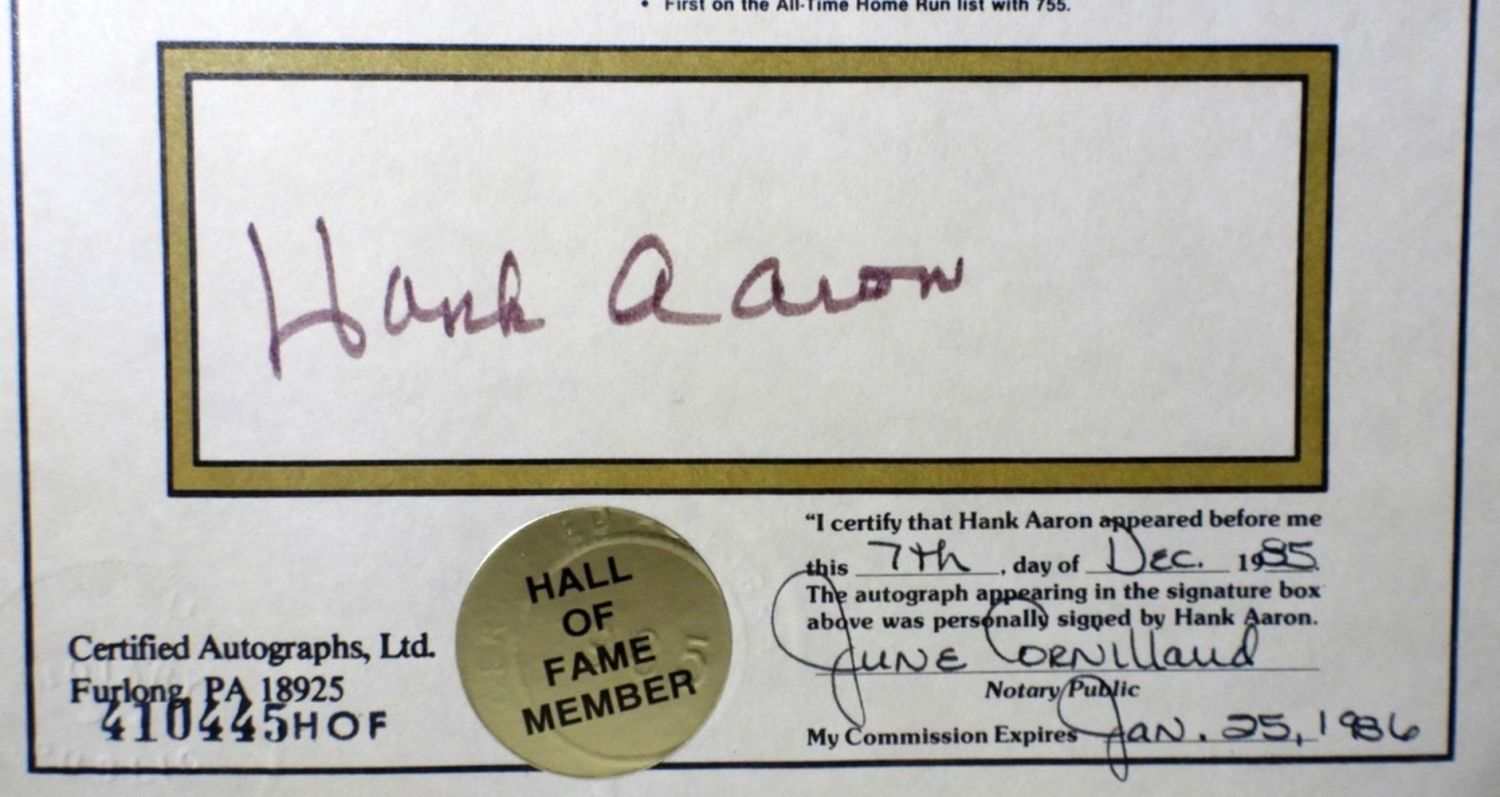 • First on the All-Time Home Run list with 755.
Hank Aaron
HALL
OF
FAME
MEMBER
Certified Autographs, Ltd.
Furlong, PA 18925
410445HOF
"I certify that Hank Aaron appeared before me
this 7th, day of Dec. 1985.
The autograph appearing in the signature box
above was personally signed by Hank Aaron.
June Cornillaud
Notary Public
My Commission Expires Jan. 25, 1986